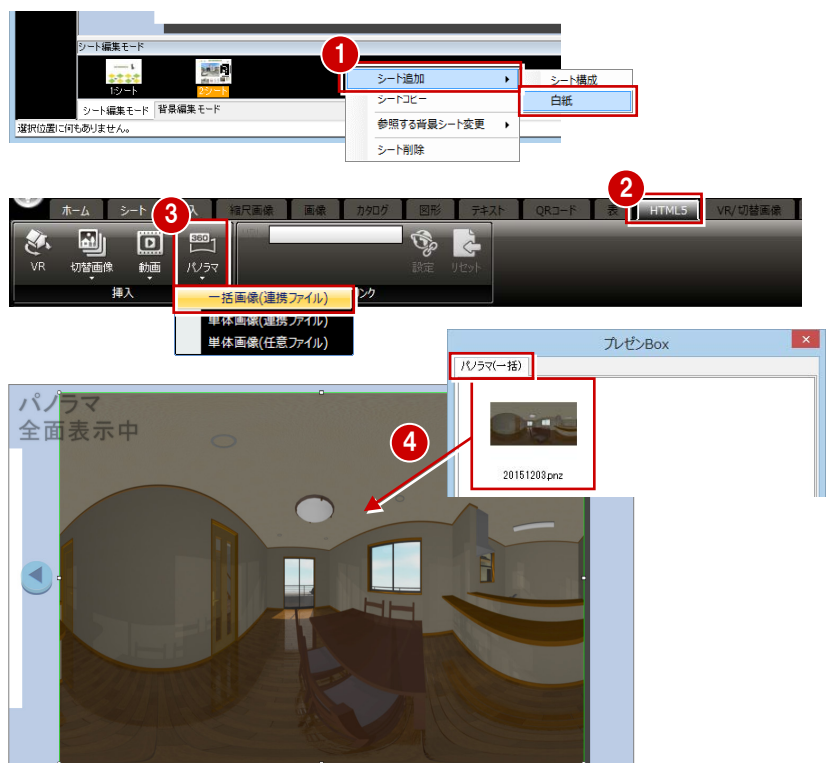 シート編集モード
1シート
2シート
シート編集モード 背景編集モード
選択位置に何もありません。
1
シート追加
シートコピー
参照する背景シート変更
シート削除
シート構成
白紙
2
3
ホーム シート 入 縮尺画像 画像 カタログ 図形 テキスト QRコード 表 HTML5 VR/切替画像
360
VR 切替画像 動画 パノラマ 設定 リセット
挿入 ンク
一括画像(連携ファイル)
単体画像(連携ファイル)
単体画像(任意ファイル)
プレゼンBox
×
パノラマ(一括)
20151203.pnz
パノラマ
全面表示中
4